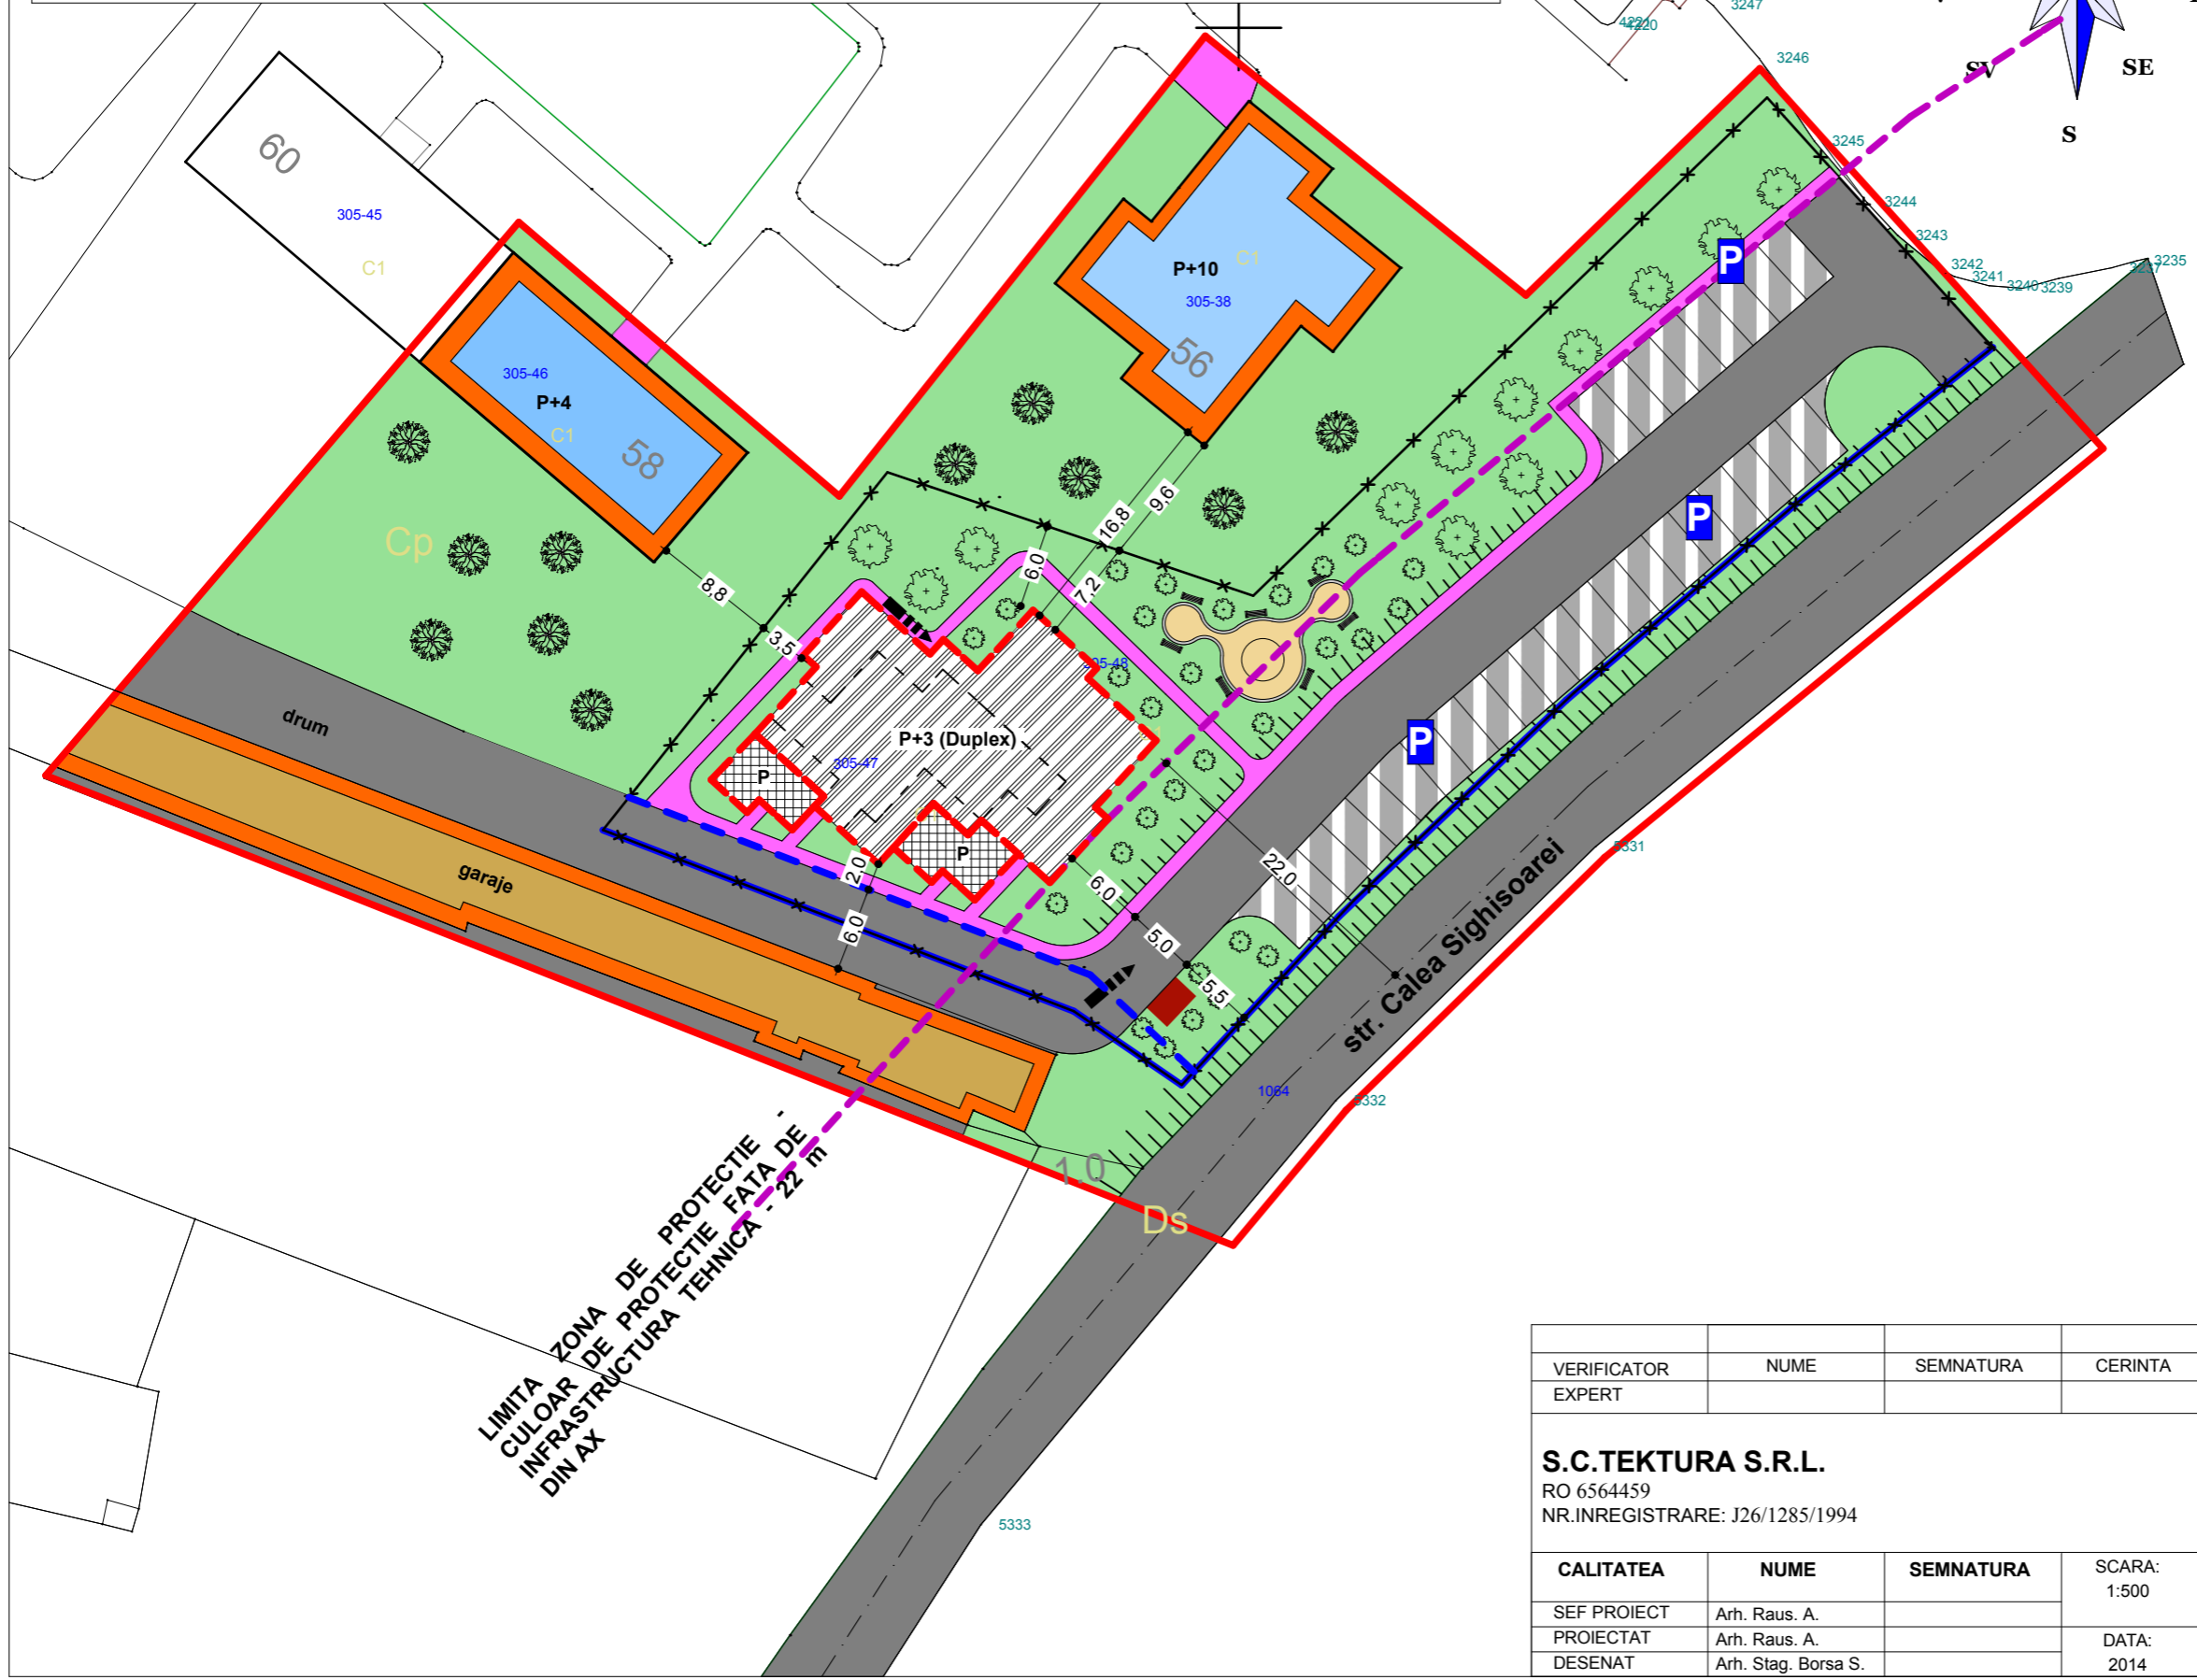 4221
4220
3247
3246
SV
SE
S
3245
3244
3243
3242
3241
3240
3239
3237
3235
60
305-45
C1
P+10
C1
305-38
56
305-46
P+4
C1
58
P
P
P
Cp
16,8
9,6
6,0
7,2
8,8
3,5
305-48
P+3 (Duplex)
305-47
P
P
drum
garaje
2,0
6,0
6,0
22,0
5.0
5,5
str. Calea Sighisoarei
5331
5332
1064
1.0
Ds
LIMITA ZONA DE PROTECTIE -
CULOAR DE PROTECTIE FATA DE
INFRASTRUCTURA TEHNICA - 22 m
DIN AX
5333
VERIFICATOR NUME SEMNATURA CERINTA
EXPERT
S.C.TEKTURA S.R.L.
RO 6564459
NR.INREGISTRARE: J26/1285/1994
CALITATEA NUME SEMNATURA SCARA:
1:500
SEF PROIECT Arh. Raus. A.
PROIECTAT Arh. Raus. A. DATA:
DESENAT Arh. Stag. Borsa S. 2014